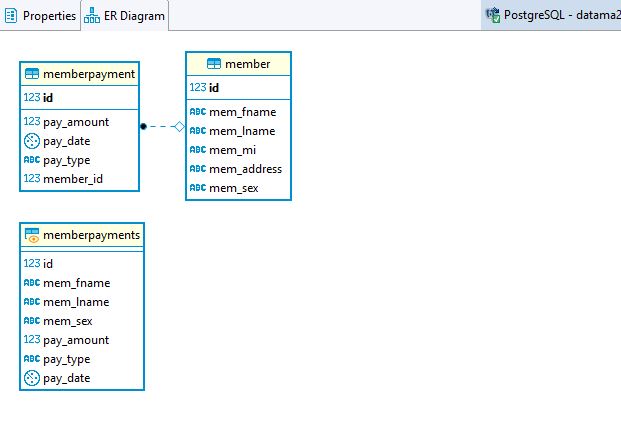 Properties
ER Diagram
PostgreSQL - datama2
memberpayment
123 id
123 pay_amount
pay_date
ABC pay_type
123 member_id
member
123 id
ABC mem_fname
ABC mem_lname
ABC mem_mi
ABC mem_address
ABC mem_sex
memberpayments
123 id
ABC mem_fname
ABC mem_lname
ABC mem_sex
123 pay_amount
ABC pay_type
pay_date